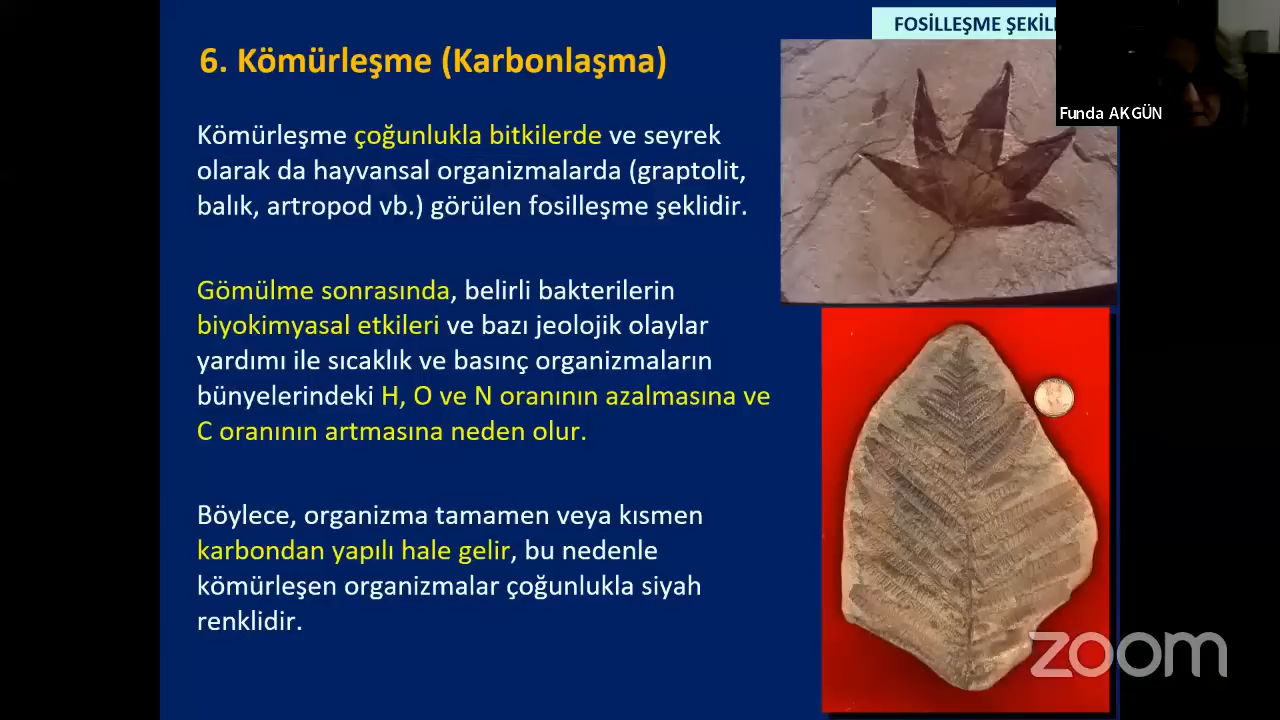 FOSİLLEŞME ŞEKİL
6. Kömürleşme (Karbonlaşma)
Funda AKGÜN
Kömürleşme çoğunlukla bitkilerde ve seyrek
olarak da hayvansal organizmalarda (graptolit,
balık, artropod vb.) görülen fosilleşme şeklidir.
Gömülme sonrasında, belirli bakterilerin
biyokimyasal etkileri ve bazı jeolojik olaylar
yardımı ile sıcaklık ve basınç organizmaların
bünyelerindeki H, O ve N oranının azalmasına ve
C oranının artmasına neden olur.
Böylece, organizma tamamen veya kısmen
karbondan yapılı hale gelir, bu nedenle
kömürleşen organizmalar çoğunlukla siyah
renklidir.
zoom